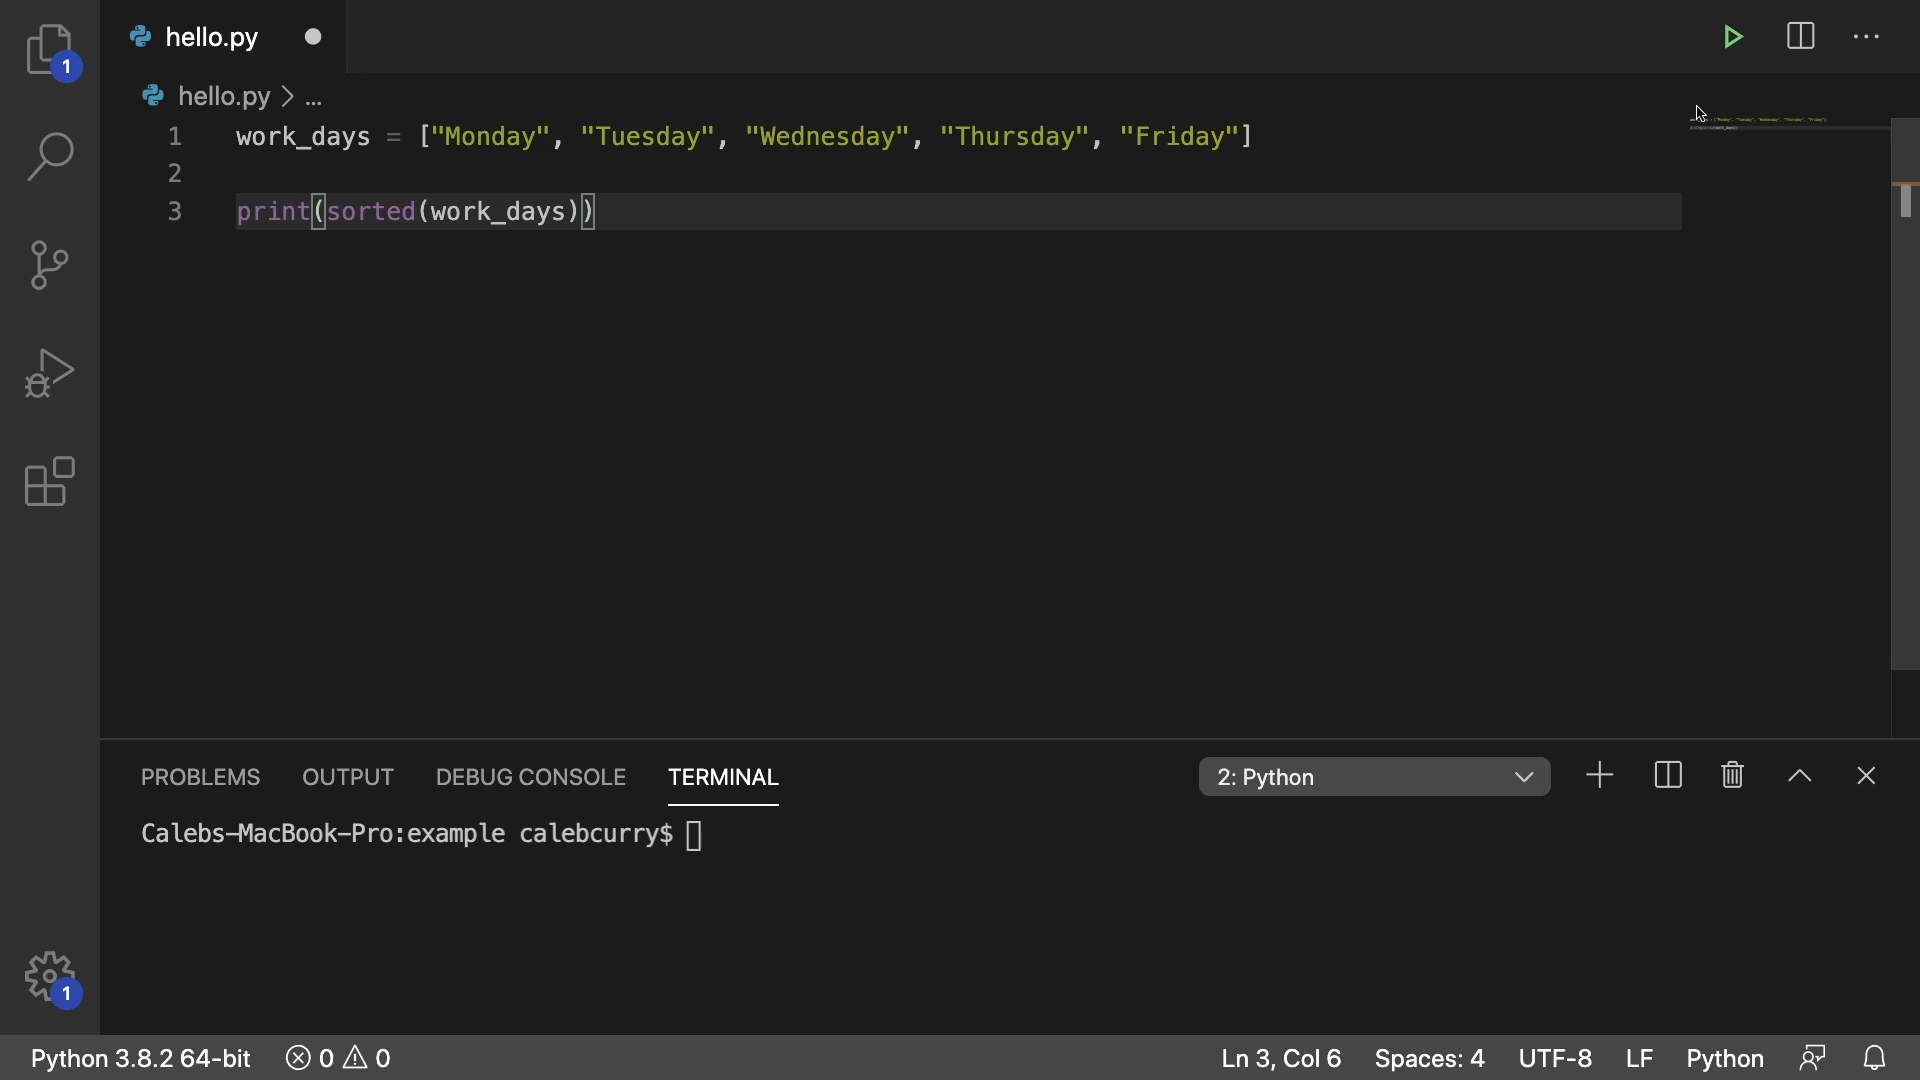 hello.py
hello.py > ...
1 work_days = ["Monday", "Tuesday", "Wednesday", "Thursday", "Friday"]
2
3 print(sorted(work_days))
1
1
PROBLEMS OUTPUT DEBUG CONSOLE TERMINAL 2: Python
Calebs-MacBook-Pro:example calebcurry$
Python 3.8.2 64-bit 0 0 Ln 3, Col 6 Spaces: 4 UTF-8 LF Python